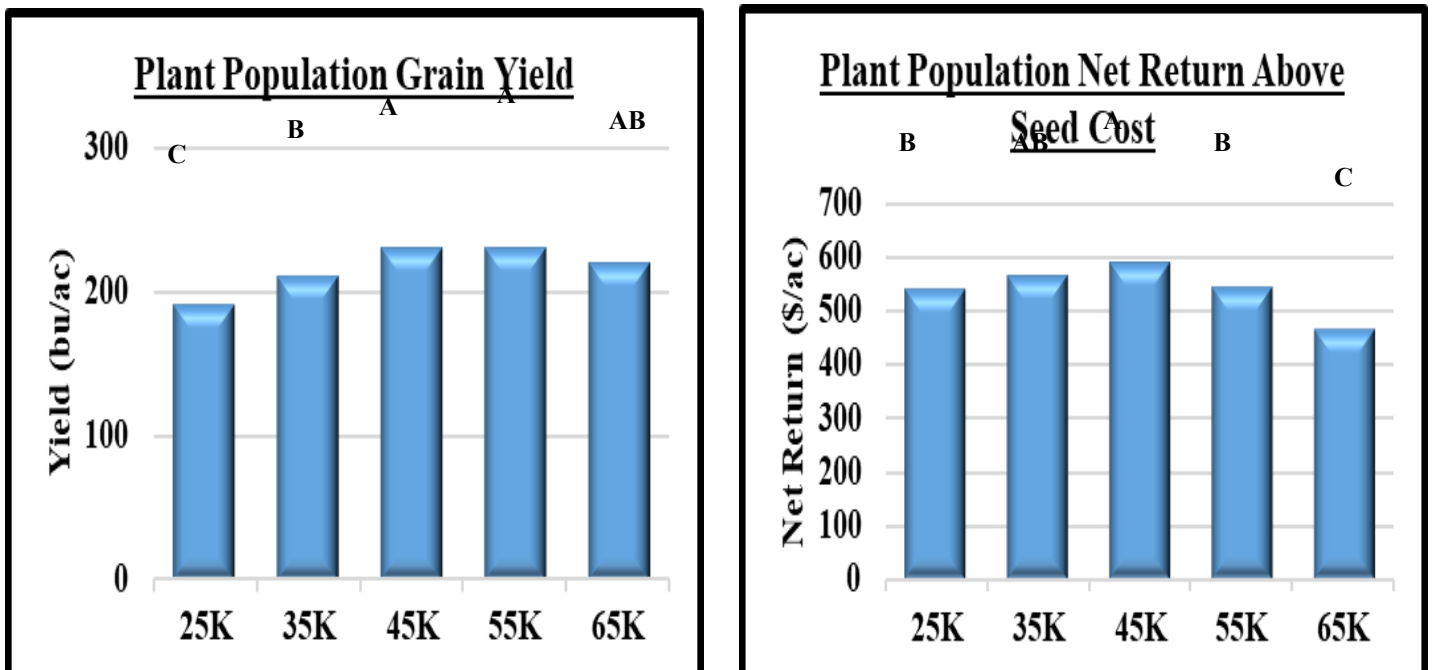 Plant Population Grain Yield
A
A
B
AB
C
300
200
100
0
Yield (bu/ac)
25K 35K 45K 55K 65K
Plant Population Net Return Above
Seed Cost
A
B
AB
B
C
700
600
500
400
300
200
100
0
Net Return ($/ac)
25K 35K 45K 55K 65K